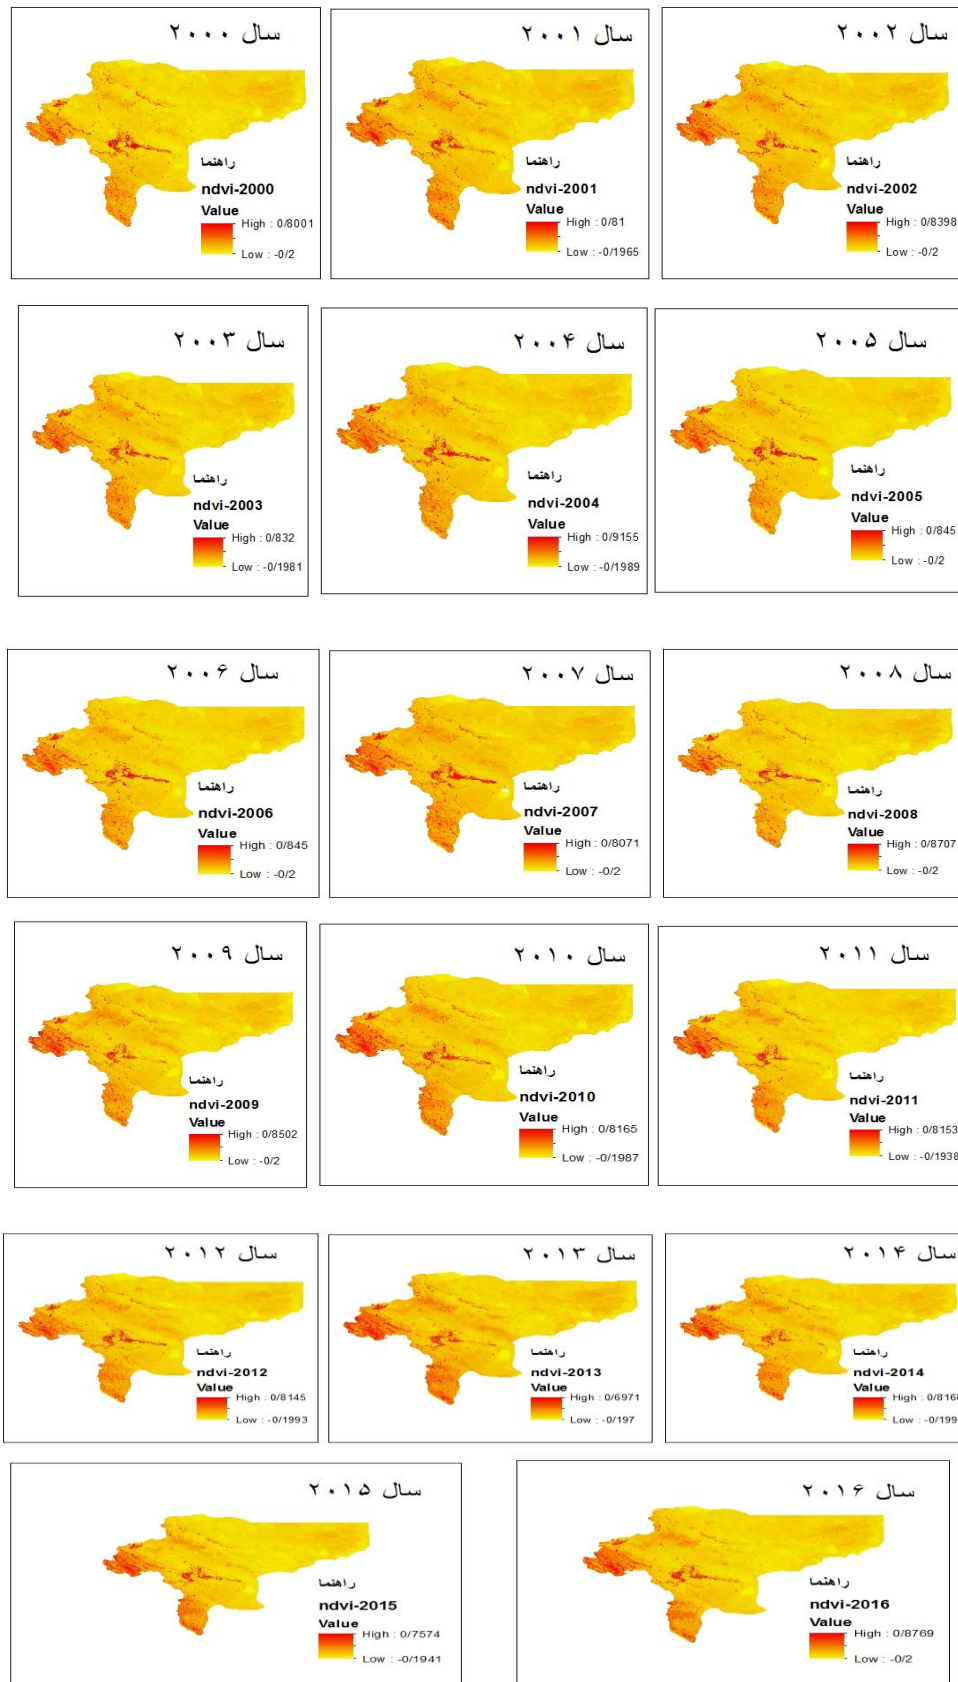 سال ۲۰۰۰
راهنما
ndvi-2000
Value
High : 0/8001
Low : -0/2
سال ۲۰۰۱
راهنما
ndvi-2001
Value
High : 0/81
Low : -0/1965
سال ۲۰۰۲
راهنما
ndvi-2002
Value
High : 0/8398
Low : -0/2
سال ۲۰۰۳
راهنما
ndvi-2003
Value
High : 0/832
Low : -0/1981
سال ۲۰۰۴
راهنما
ndvi-2004
Value
High : 0/9155
Low : -0/1989
سال ۲۰۰۵
راهنما
ndvi-2005
Value
High : 0/845
Low : -0/2
سال ۲۰۰۶
راهنما
ndvi-2006
Value
High : 0/845
Low : -0/2
سال ۲۰۰۷
راهنما
ndvi-2007
Value
High : 0/8071
Low : -0/2
سال ۲۰۰۸
راهنما
ndvi-2008
Value
High : 0/8707
Low : -0/2
سال ۲۰۰۹
راهنما
ndvi-2009
Value
High : 0/8502
Low : -0/2
سال ۲۰۱۰
راهنما
ndvi-2010
Value
High : 0/8165
Low : -0/1987
سال ۲۰۱۱
راهنما
ndvi-2011
Value
High : 0/8153
Low : -0/1938
سال ۲۰۱۲
راهنما
ndvi-2012
Value
High : 0/8145
Low : -0/1993
سال ۲۰۱۳
راهنما
ndvi-2013
Value
High : 0/6971
Low : -0/197
سال ۲۰۱۴
راهنما
ndvi-2014
Value
High : 0/8168
Low : -0/199
سال ۲۰۱۵
راهنما
ndvi-2015
Value
High : 0/7574
Low : -0/1941
سال ۲۰۱۶
راهنما
ndvi-2016
Value
High : 0/8769
Low : -0/2